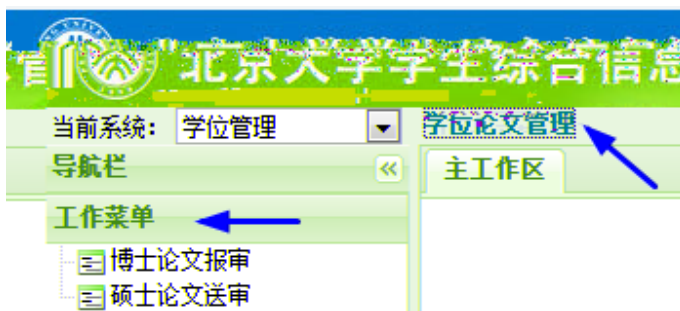 北京大学学生综合信息
当前系统： 学位管理 学位论文管理
导航栏 主工作区
工作菜单
博士论文报审
硕士论文送审